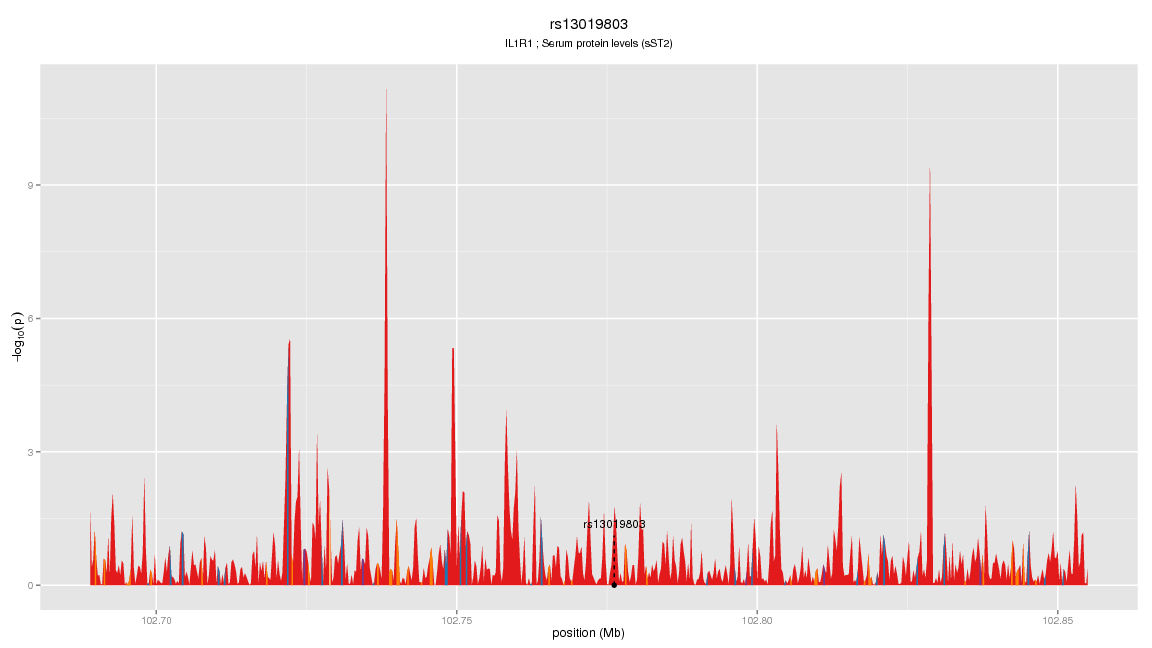 rs13019803
IL1R1 ; Serum protein levels (sST2)
−log10(p)
9
6
3
0
rs13019803
102.70
102.75
102.80
102.85
position (Mb)